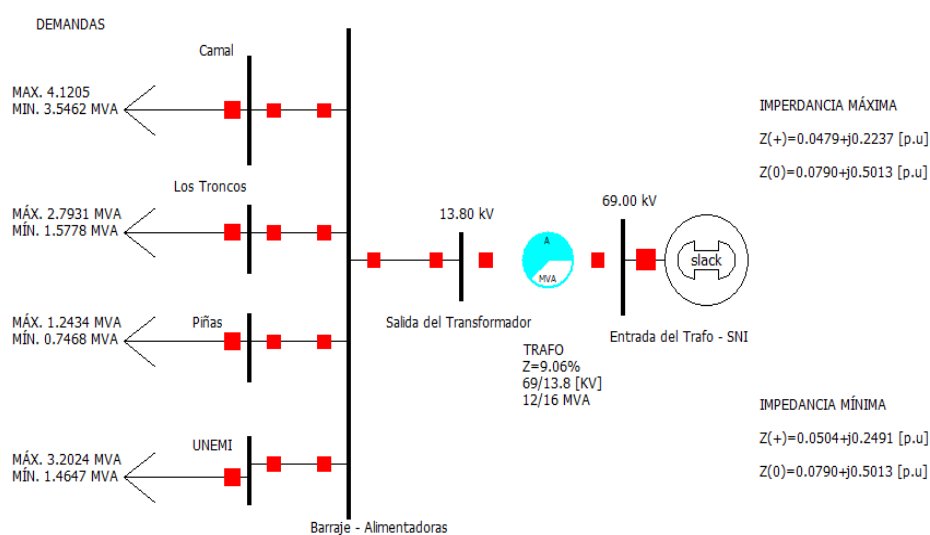 DEMANDAS
Camal
MAX. 4.1205
MIN. 3.5462 MVA
Los Troncos
MÁX. 2.7931 MVA
MÍN. 1.5778 MVA
Piñas
MÁX. 1.2434 MVA
MÍN. 0.7468 MVA
UNEMI
MÁX. 3.2024 MVA
MÍN. 1.4647 MVA
Barraje - Alimentadoras
13.80 kV
Salida del Transformador
A
MVA
TRAFO
Z=9.06%
69/13.8 [KV]
12/16 MVA
69.00 kV
slack
Entrada del Trafo - SNI
IMPERDANCIA MÁXIMA
Z(+)=0.0479+j0.2237 [p.u]
Z(0)=0.0790+j0.5013 [p.u]
IMPEDANCIA MÍNIMA
Z(+)=0.0504+j0.2491 [p.u]
Z(0)=0.0790+j0.5013 [p.u]